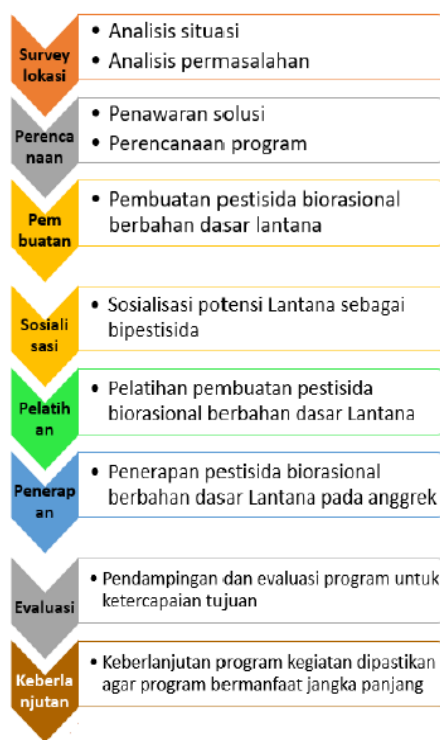 Survey
lokasi
• Analisis situasi
• Analisis permasalahan
Perenca
naan
• Penawaran solusi
• Perencanaan program
Pem
buatan
• Pembuatan pestisida biorasional
berbahan dasar lantana
Sosiali
sasi
• Sosialisasi potensi Lantana sebagai
bipestisida
Pelatih
an
• Pelatihan pembuatan pestisida
biorasional berbahan dasar Lantana
Penerap
an
• Penerapan pestisida biorasional
berbahan dasar Lantana pada anggrek
Evaluasi
• Pendampingan dan evaluasi program untuk
ketercapaian tujuan
Keberla
njutan
• Keberlanjutan program kegiatan dipastikan
agar program bermanfaat jangka panjang